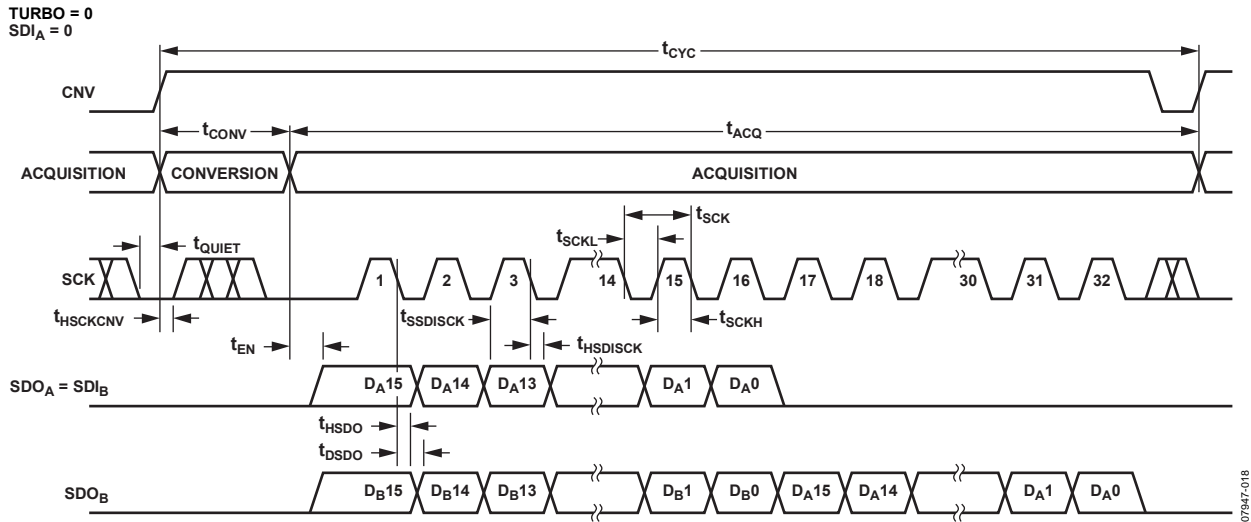 TURBO = 0
SDIA = 0
tCYC
CNV
tCONV
tACQ
ACQUISITION
CONVERSION
ACQUISITION
tSCK
tQUIET
tSCKL
SCK
1
2
3
14
15
16
17
18
30
31
32
tHSCKCNV
tSSDISCK
tSCKH
tEN
tHSDISCK
SDOA = SDIB
DA15
DA14
DA13
DA1
DA0
tHSDO
tDSDO
SDOB
DB15
DB14
DB13
DB1
DB0
DA15
DA14
DA1
DA0
07947-018